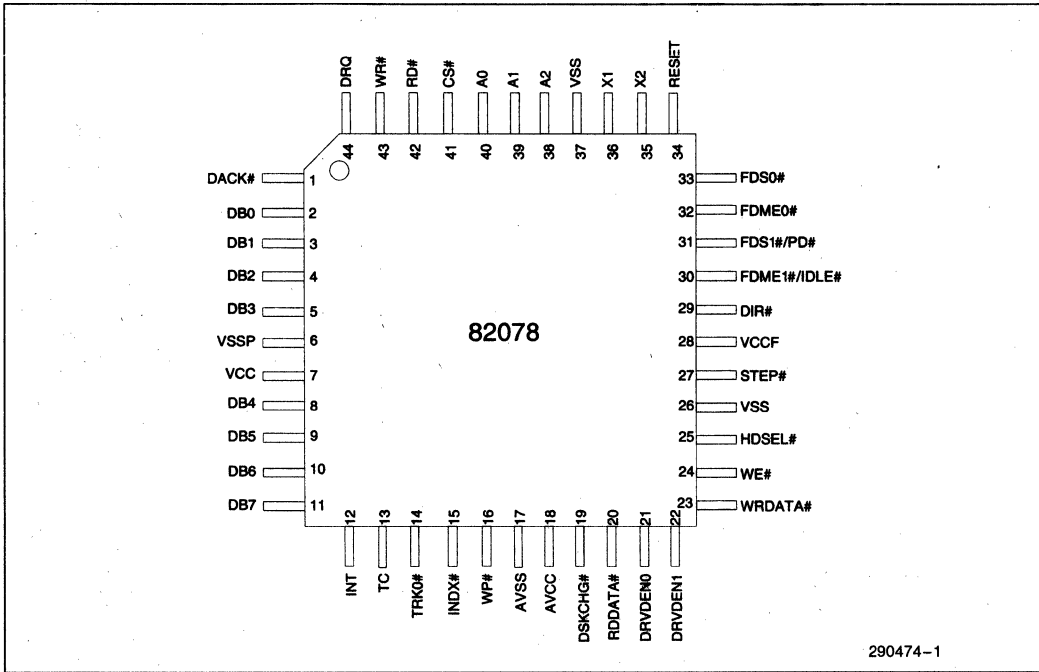 DRQ WR# RD# CS# A0 A1 A2 VSS X1 X2 RESET
44 43 42 41 40 39 38 37 36 35 34
DACK# 1
DB0 2
DB1 3
DB2 4
DB3 5
VSSP 6
VCC 7
DB4 8
DB5 9
DB6 10
DB7 11
82078
33 FDS0#
32 FDME0#
31 FDS1#/PD#
30 FDME1#/IDLE#
29 DIR#
28 VCCF
27 STEP#
26 VSS
25 HDSEL#
24 WE#
23 WRDATA#
12 13 14 15 16 17 18 19 20 21 22
INT TC TRK0# INDX# WP# AVSS AVCC DSKCHG# RDDATA# DRVDEN0 DRVDEN1
290474-1